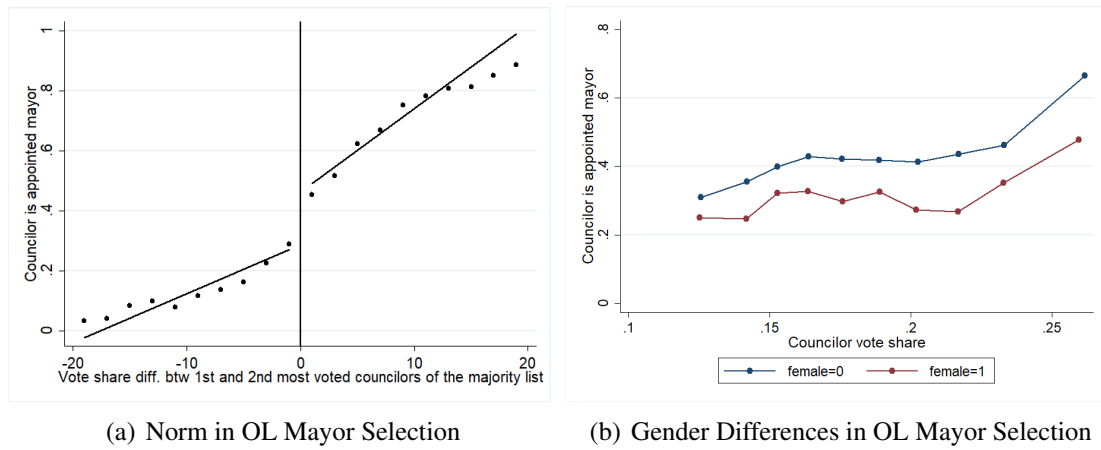 Councilor is appointed mayor
1
.8
.6
.4
.2
0
-20
-10
0
10
20
Vote share diff. btw 1st and 2nd most voted councilors of the majority list
(a) Norm in OL Mayor Selection
Councilor is appointed mayor
.8
.6
.4
.2
0
.1
.15
.2
.25
Councilor vote share
female=0
female=1
(b) Gender Differences in OL Mayor Selection